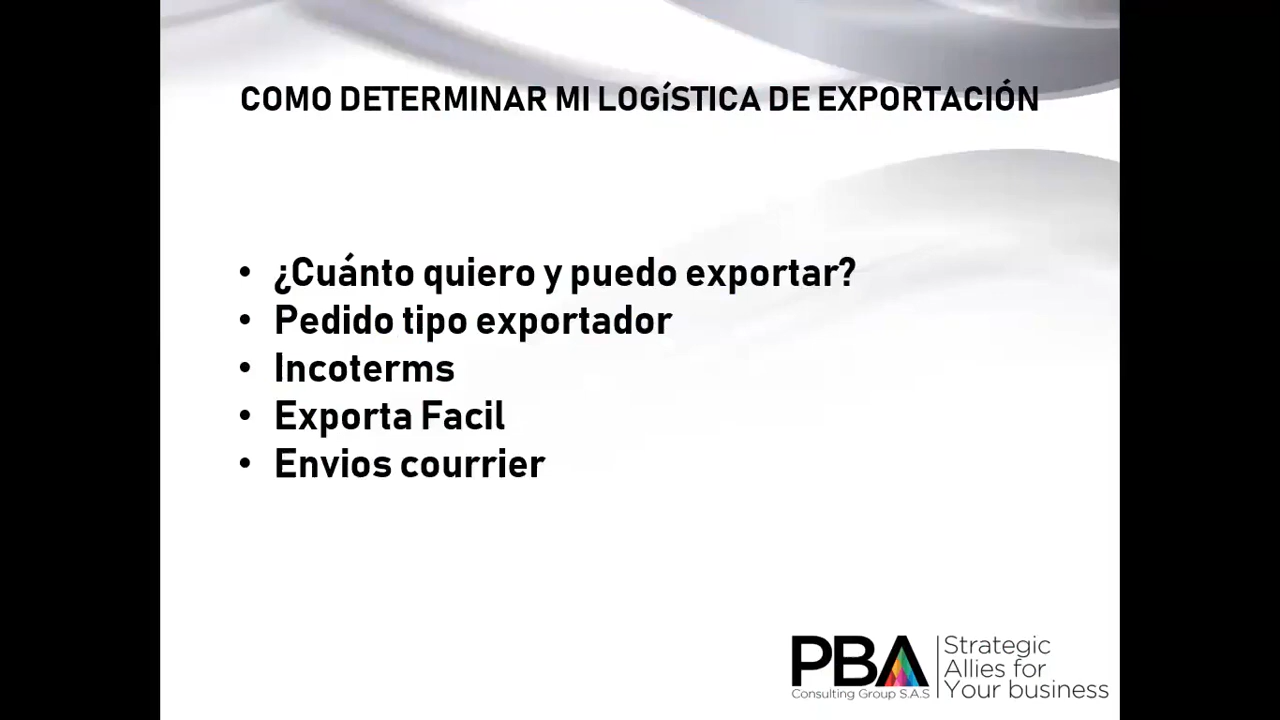 COMO DETERMINAR MI LOGíSTICA DE EXPORTACIÓN
• ¿Cuánto quiero y puedo exportar?
• Pedido tipo exportador
• Incoterms
• Exporta Facil
• Envios courrier
PBA
Consulting Group S.A.S
Strategic
Allies for
Your business